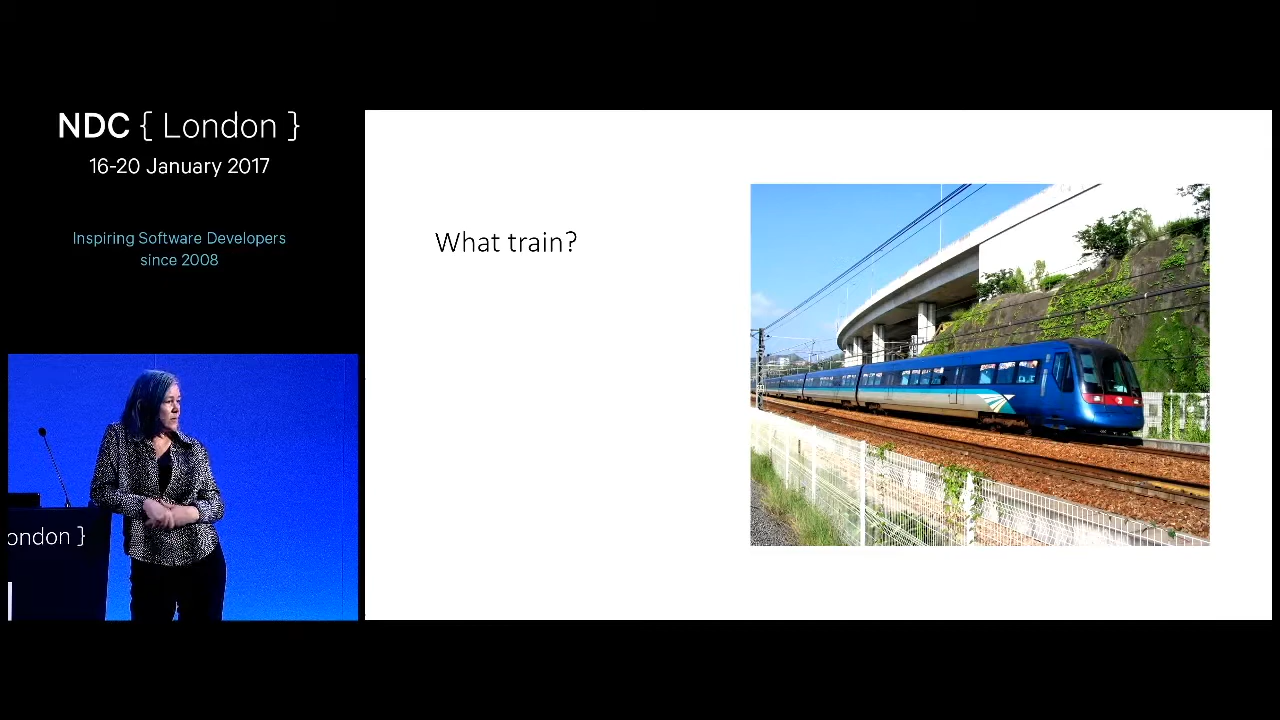 NDC { London }
16-20 January 2017
Inspiring Software Developers
since 2008
What train?
ondon }